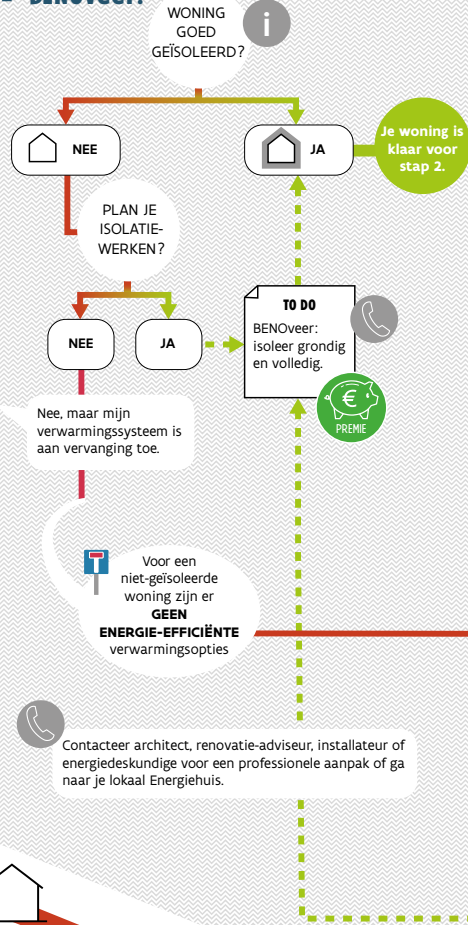 BENOveer?
WONING
GOED
GEÏSOLEERD?
i
NEE
JA
Je woning is
klaar voor
stap 2.
PLAN JE
ISOLATIE-
WERKEN?
NEE
JA
TO DO
BENOveer:
isoleer grondig
en volledig.
€
PREMIE
Nee, maar mijn
verwarmingssysteem is
aan vervanging toe.
Voor een
niet-geïsoleerde
woning zijn er
GEEN
ENERGIE-EFFICIËNTE
verwarmingsopties
Contacteer architect, renovatie-adviseur, installateur of
energiedeskundige voor een professionele aanpak of ga
naar je lokaal Energiehuis.